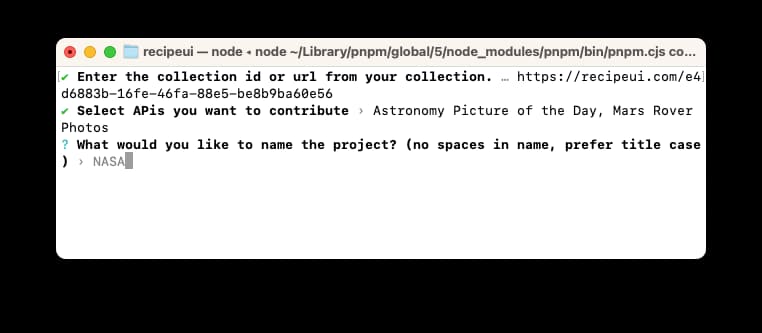 recipeui — node ◂ node ~/Library/pnpm/global/5/node_modules/pnpm/bin/pnpm.cjs co...
[✔ Enter the collection id or url from your collection. … https://recipeui.com/e4]
d6883b-16fe-46fa-88e5-be8b9ba60e56
✔ Select APis you want to contribute › Astronomy Picture of the Day, Mars Rover
Photos
? What would you like to name the project? (no spaces in name, prefer title case
) › NASA